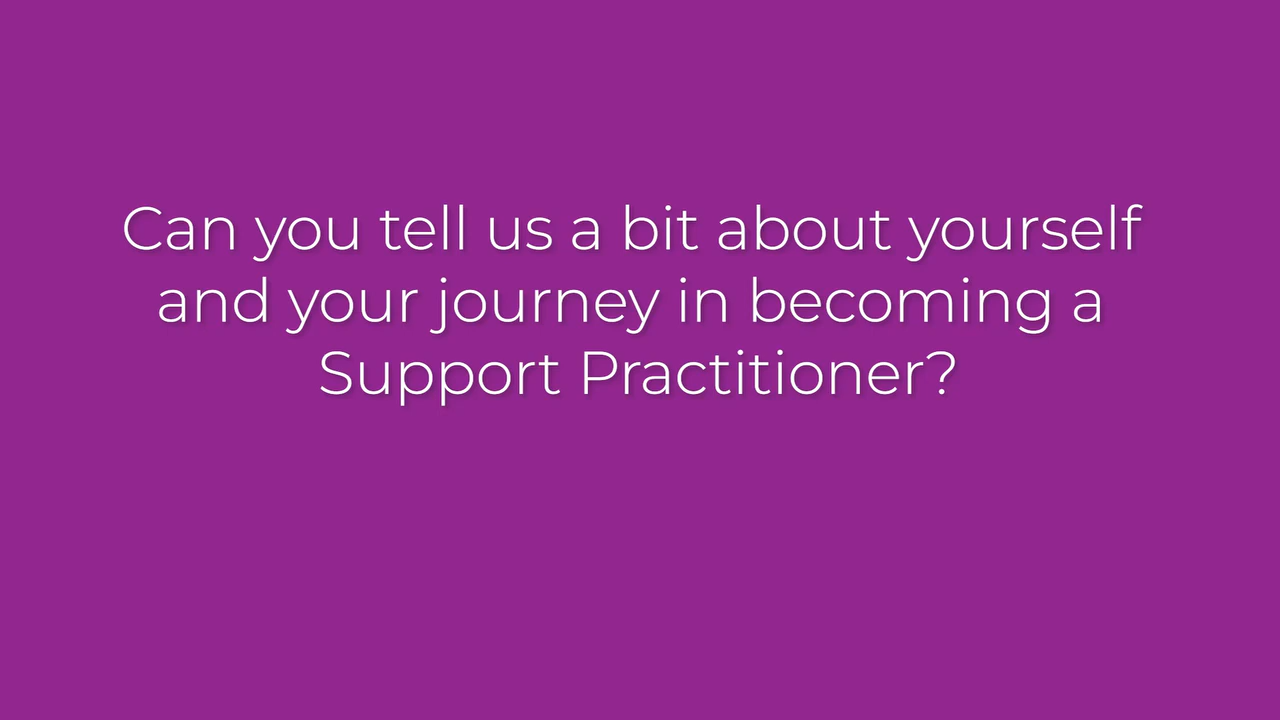 Can you tell us a bit about yourself
and your journey in becoming a
Support Practitioner?